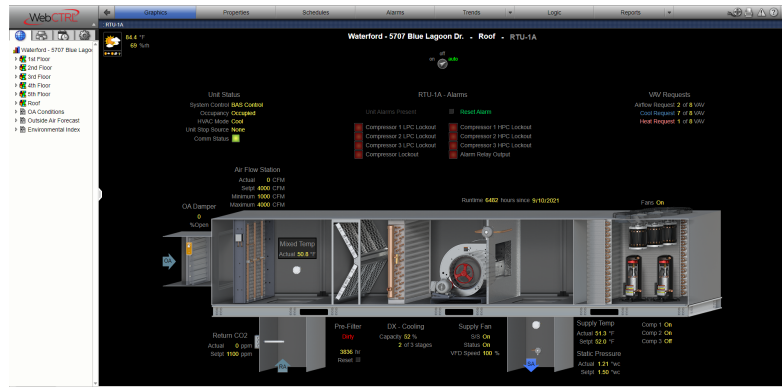 WebCTRL
Graphics
Properties
Schedules
Alarms
Trends
Logic
Reports
RTU-1A
Waterford - 5707 Blue Lagoo
1st Floor
2nd Floor
3rd Floor
4th Floor
5th Floor
Roof
OA Conditions
Outside Air Forecast
Environmental Index
84.4 °F
69 %rh
Waterford - 5707 Blue Lagoon Dr. - Roof - RTU-1A
off
on auto
Unit Status
System Control BAS Control
Occupancy Occupied
HVAC Mode Cool
Unit Stop Source None
Comm Status
RTU-1A - Alarms
Unit Alarms Present
Reset Alarm
Compressor 1 LPC Lockout
Compressor 1 HPC Lockout
Compressor 2 LPC Lockout
Compressor 2 HPC Lockout
Compressor 3 LPC Lockout
Compressor 3 HPC Lockout
Compressor Lockout
Alarm Relay Output
VAV Requests
Airflow Request 2 of 8 VAV
Cool Request 7 of 8 VAV
Heat Request 1 of 8 VAV
Air Flow Station
Actual 0 CFM
Setpt 4000 CFM
Minimum 1000 CFM
Maximum 4000 CFM
OA Damper
0
%Open
Runtime 6482 hours since 9/10/2021
Fans On
Mixed Temp
Actual 50.8 °F
OA
Return CO2
Actual 0 ppm
Setpt 1100 ppm
RA
Pre-Filter
Dirty
3836 hr
Reset
DX - Cooling
Capacity 52 %
2 of 3 stages
Supply Fan
S/S On
Status On
VFD Speed 100 %
SA
Supply Temp
Actual 51.3 °F
Setpt 52.0 °F
Static Pressure
Actual 1.21 "wc
Setpt 1.50 "wc
Comp 1 On
Comp 2 On
Comp 3 Off